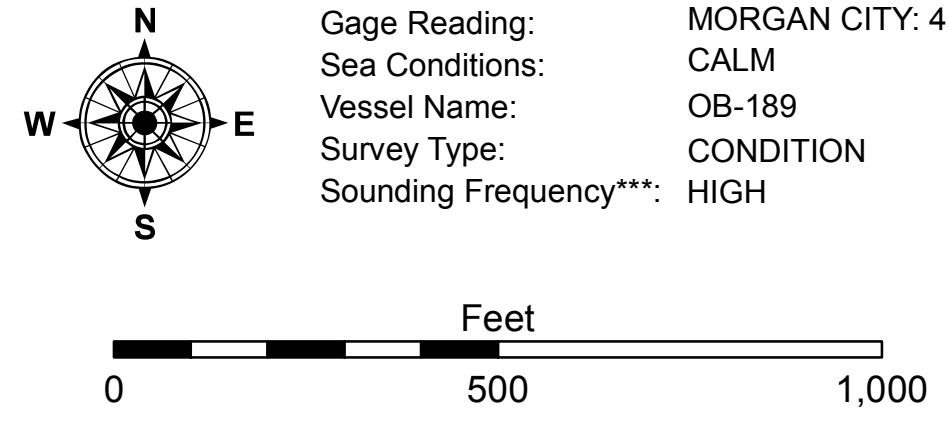 N
W E
S
Gage Reading: MORGAN CITY: 4
Sea Conditions: CALM
Vessel Name: OB-189
Survey Type: CONDITION
Sounding Frequency***: HIGH
Feet
0 500 1,000